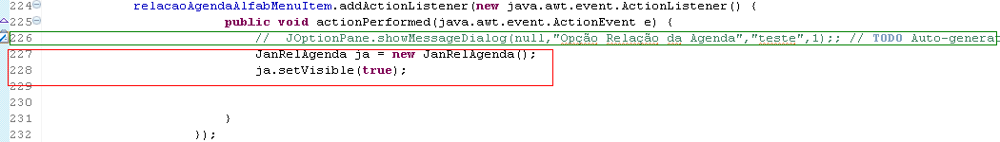 224 relacaoAgendaAlfabMenuItem.addActionListener(new java.awt.event.ActionListener() {
225 public void actionPerformed(java.awt.event.ActionEvent e) {
226 // JOptionPane.showMessageDialog(null,"Opção Relação da Agenda","teste",1);; // TODO Auto-genera
227 JanRelAgenda ja = new JanRelAgenda();
228 ja.setVisible(true);
229
230
231 }
232 });